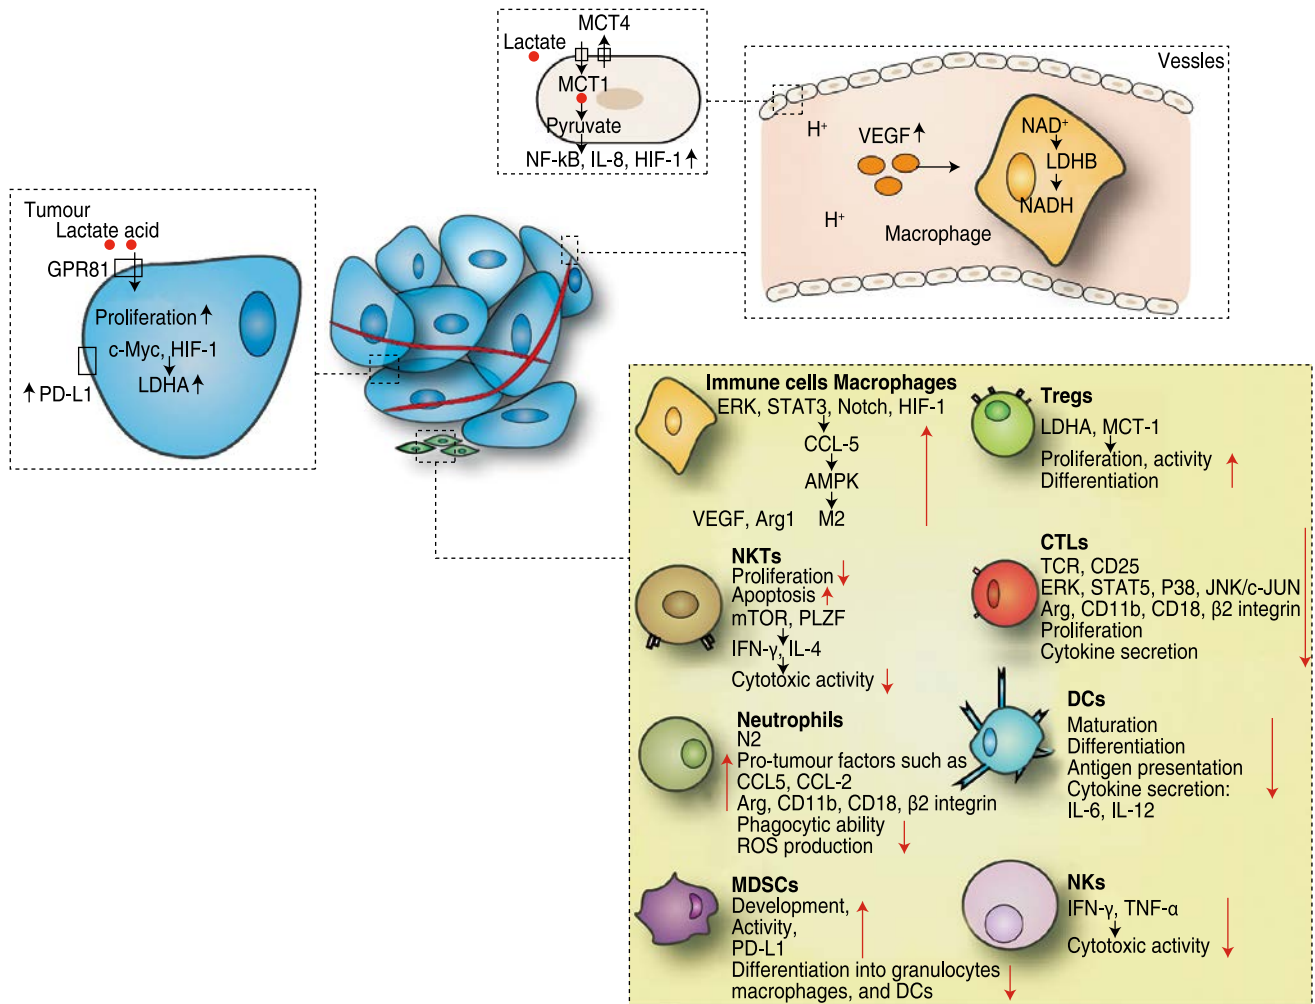 MCT4
Lactate
MCT1
Pyruvate
NF-kB, IL-8, HIF-1
Vessles
H+
VEGF
H+
Macrophage
NAD+
LDHB
NADH
Tumour
Lactate acid
GPR81
Proliferation
c-Myc, HIF-1
LDHA
PD-L1
Immune cells Macrophages
ERK, STAT3, Notch, HIF-1
CCL-5
AMPK
VEGF, Arg1 M2
Tregs
LDHA, MCT-1
Proliferation, activity
Differentiation
NKTs
Proliferation
Apoptosis
mTOR, PLZF
IFN-γ, IL-4
Cytotoxic activity
CTLs
TCR, CD25
ERK, STAT5, P38, JNK/c-JUN
Arg, CD11b, CD18, β2 integrin
Proliferation
Cytokine secretion
Neutrophils
N2
Pro-tumour factors such as
CCL5, CCL-2
Arg, CD11b, CD18, β2 integrin
Phagocytic ability
ROS production
DCs
Maturation
Differentiation
Antigen presentation
Cytokine secretion:
IL-6, IL-12
MDSCs
Development,
Activity,
PD-L1
Differentiation into granulocytes
macrophages, and DCs
NKs
IFN-γ, TNF-α
Cytotoxic activity